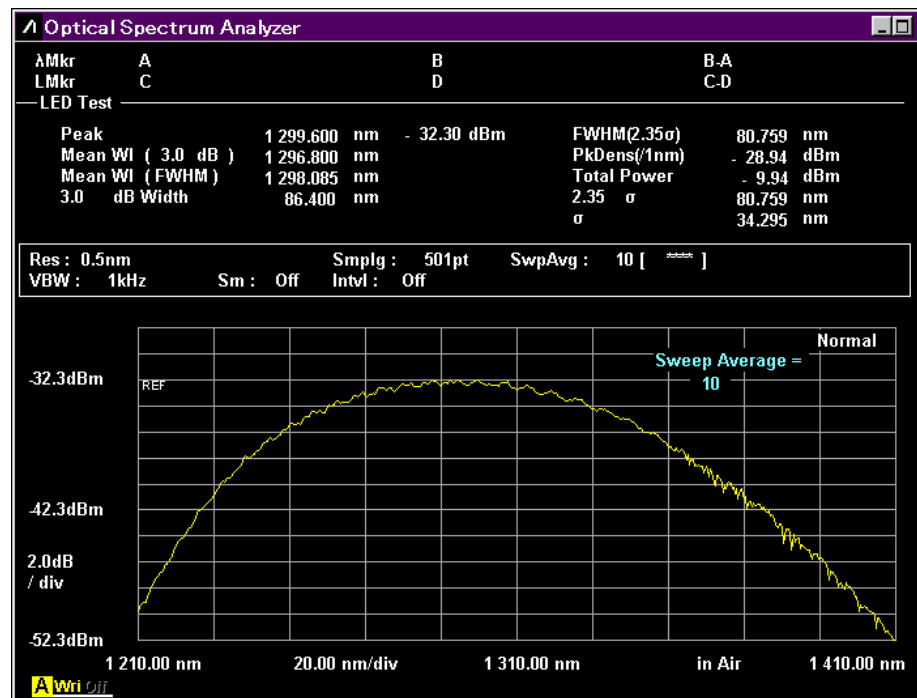 Optical Spectrum Analyzer
λMkr A B B-A
LMkr C D C-D
LED Test
Peak 1 299.600 nm - 32.30 dBm FWHM(2.35σ) 80.759 nm
Mean Wl ( 3.0 dB ) 1 296.800 nm PkDens(/1nm) - 28.94 dBm
Mean Wl ( FWHM ) 1 298.085 nm Total Power - 9.94 dBm
3.0 dB Width 86.400 nm 2.35 σ 80.759 nm
σ 34.295 nm
Res : 0.5nm Smplg : 501pt SwpAvg : 10 [ **** ]
VBW : 1kHz Sm : Off Intvl : Off
Normal
Sweep Average =
10
-32.3dBm REF
-42.3dBm
2.0dB
/ div
-52.3dBm
1 210.00 nm 20.00 nm/div 1 310.00 nm in Air 1 410.00 nm
A Wri Off